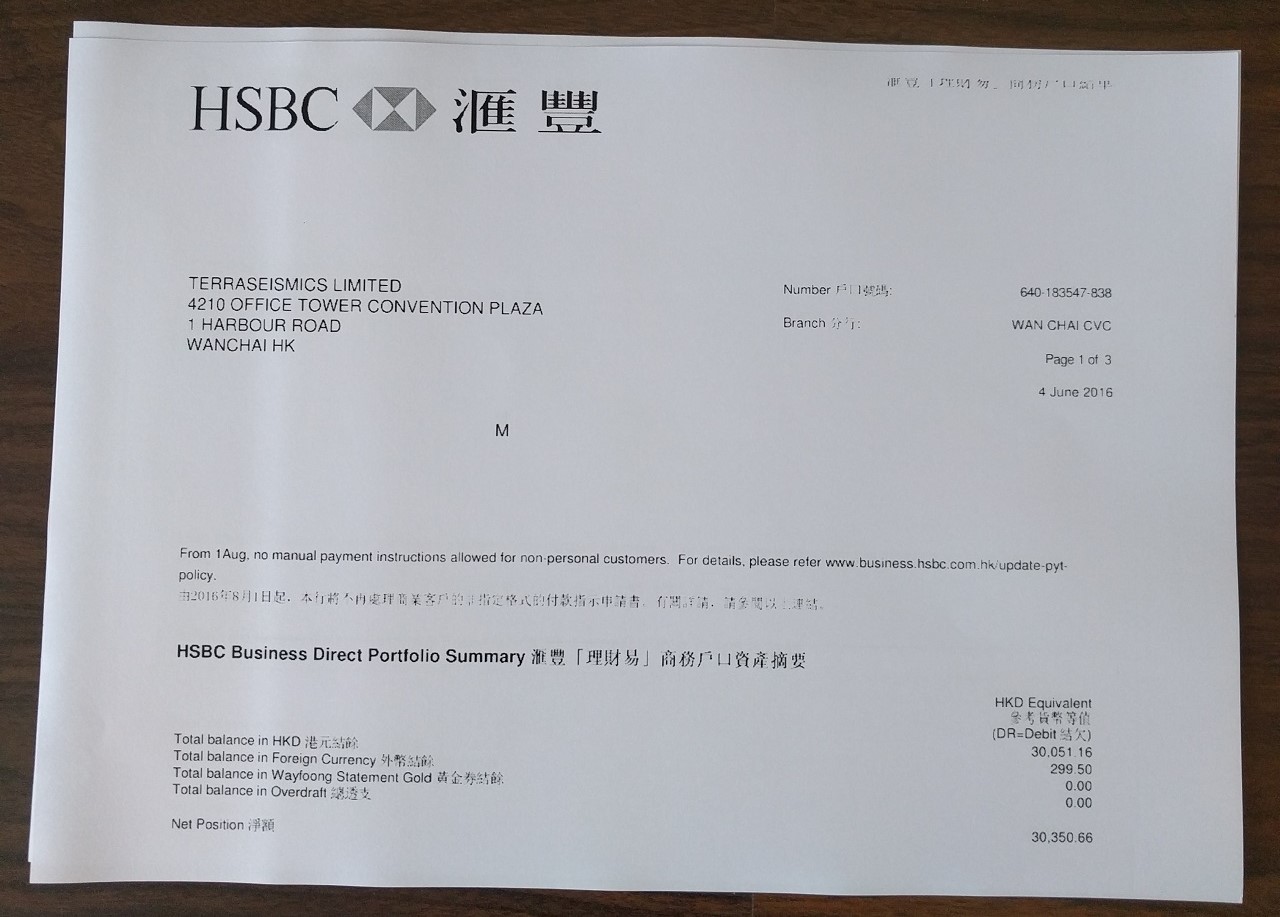 HSBC 滙豐
滙豐「理財易」商務戶口結單
TERRASEISMICS LIMITED
4210 OFFICE TOWER CONVENTION PLAZA
1 HARBOUR ROAD
WANCHAI HK
Number 戶口號碼: 640-183547-838
Branch 分行: WAN CHAI CVC
Page 1 of 3
4 June 2016
M
From 1Aug, no manual payment instructions allowed for non-personal customers. For details, please refer www.business.hsbc.com.hk/update-pyt-
policy.
由2016年8月1日起，本行將不再處理商業客戶的非指定格式的付款指示申請書。有關詳請，請參閱以上連結。
HSBC Business Direct Portfolio Summary 滙豐「理財易」商務戶口資產摘要
HKD Equivalent
參考貨幣等值
(DR=Debit 結欠)
Total balance in HKD 港元結餘 30,051.16
Total balance in Foreign Currency 外幣結餘 299.50
Total balance in Wayfoong Statement Gold 黃金券結餘 0.00
Total balance in Overdraft 總透支 0.00
Net Position 淨額 30,350.66